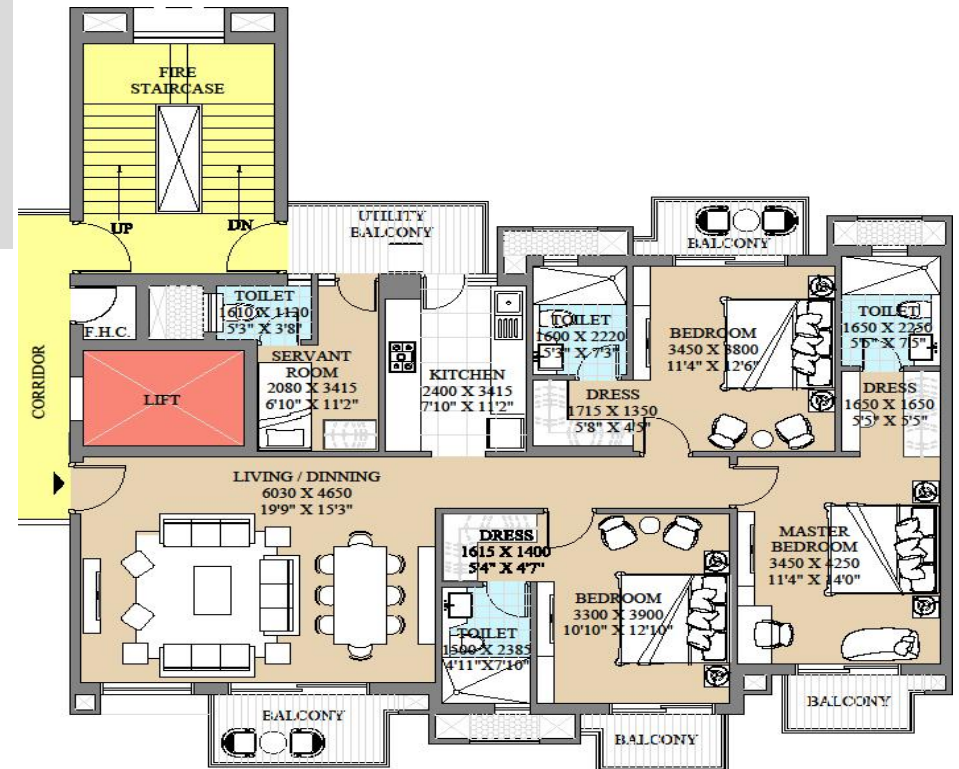 FIRE
STAIRCASE
UP
DN
UTILITY
BALCONY
BALCONY
F.H.C.
TOILET
1610 X 1120
5'3" X 3'8"
SERVANT
ROOM
2080 X 3415
6'10" X 11'2"
KITCHEN
2400 X 3415
7'10" X 11'2"
TOILET
1600 X 2220
5'3" X 7'3"
DRESS
1715 X 1350
5'8" X 4'5"
BEDROOM
3450 X 3800
11'4" X 12'6"
TOILET
1650 X 2250
5'5" X 7'5"
DRESS
1650 X 1650
5'5" X 5'5"
CORRIDOR
LIFT
LIVING / DINNING
6030 X 4650
19'9" X 15'3"
DRESS
1615 X 1400
5'4" X 4'7"
TOILET
1500 X 2385
4'11"X7'10"
BEDROOM
3300 X 3900
10'10" X 12'10"
MASTER
BEDROOM
3450 X 4250
11'4" X 14'0"
BALCONY
BALCONY
BALCONY